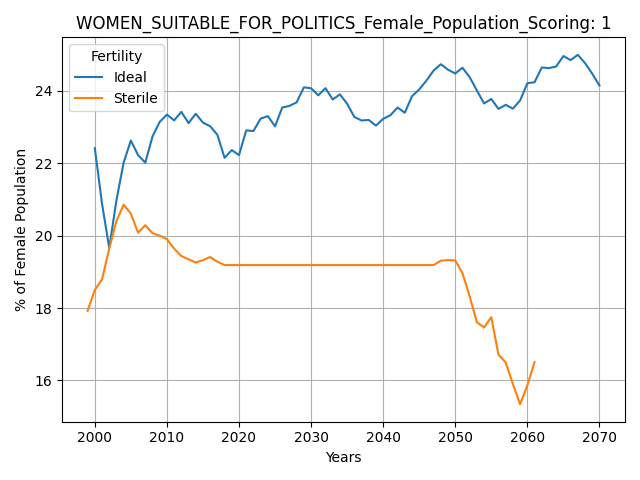 WOMEN_SUITABLE_FOR_POLITICS_Female_Population_Scoring: 1
Fertility
Ideal
Sterile
% of Female Population
24
22
20
18
16
2000 2010 2020 2030 2040 2050 2060 2070
Years